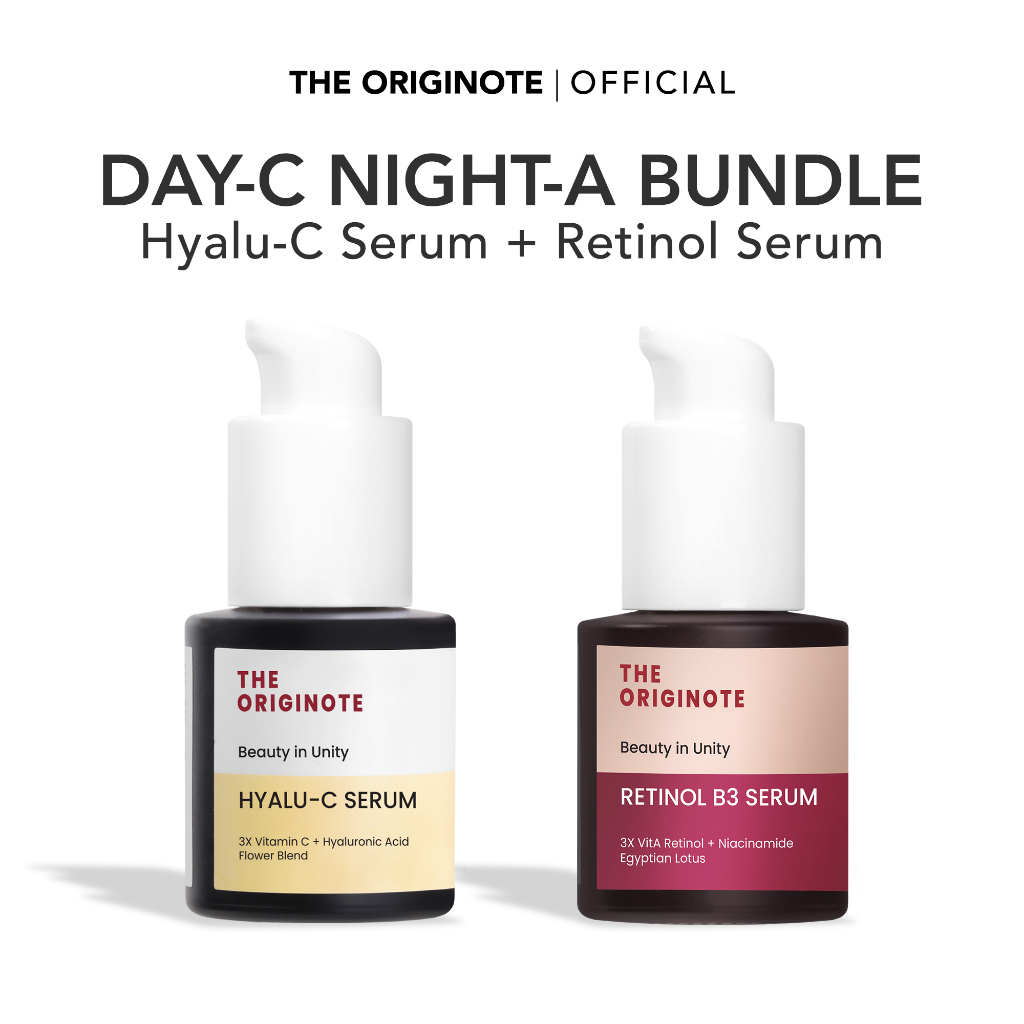 THE ORIGINOTE | OFFICIAL
DAY-C NIGHT-A BUNDLE
Hyalu-C Serum + Retinol Serum
THE
ORIGINOTE
Beauty in Unity
HYALU-C SERUM
3X Vitamin C + Hyaluronic Acid
Flower Blend
THE
ORIGINOTE
Beauty in Unity
RETINOL B3 SERUM
3X VitA Retinol + Niacinamide
Egyptian Lotus